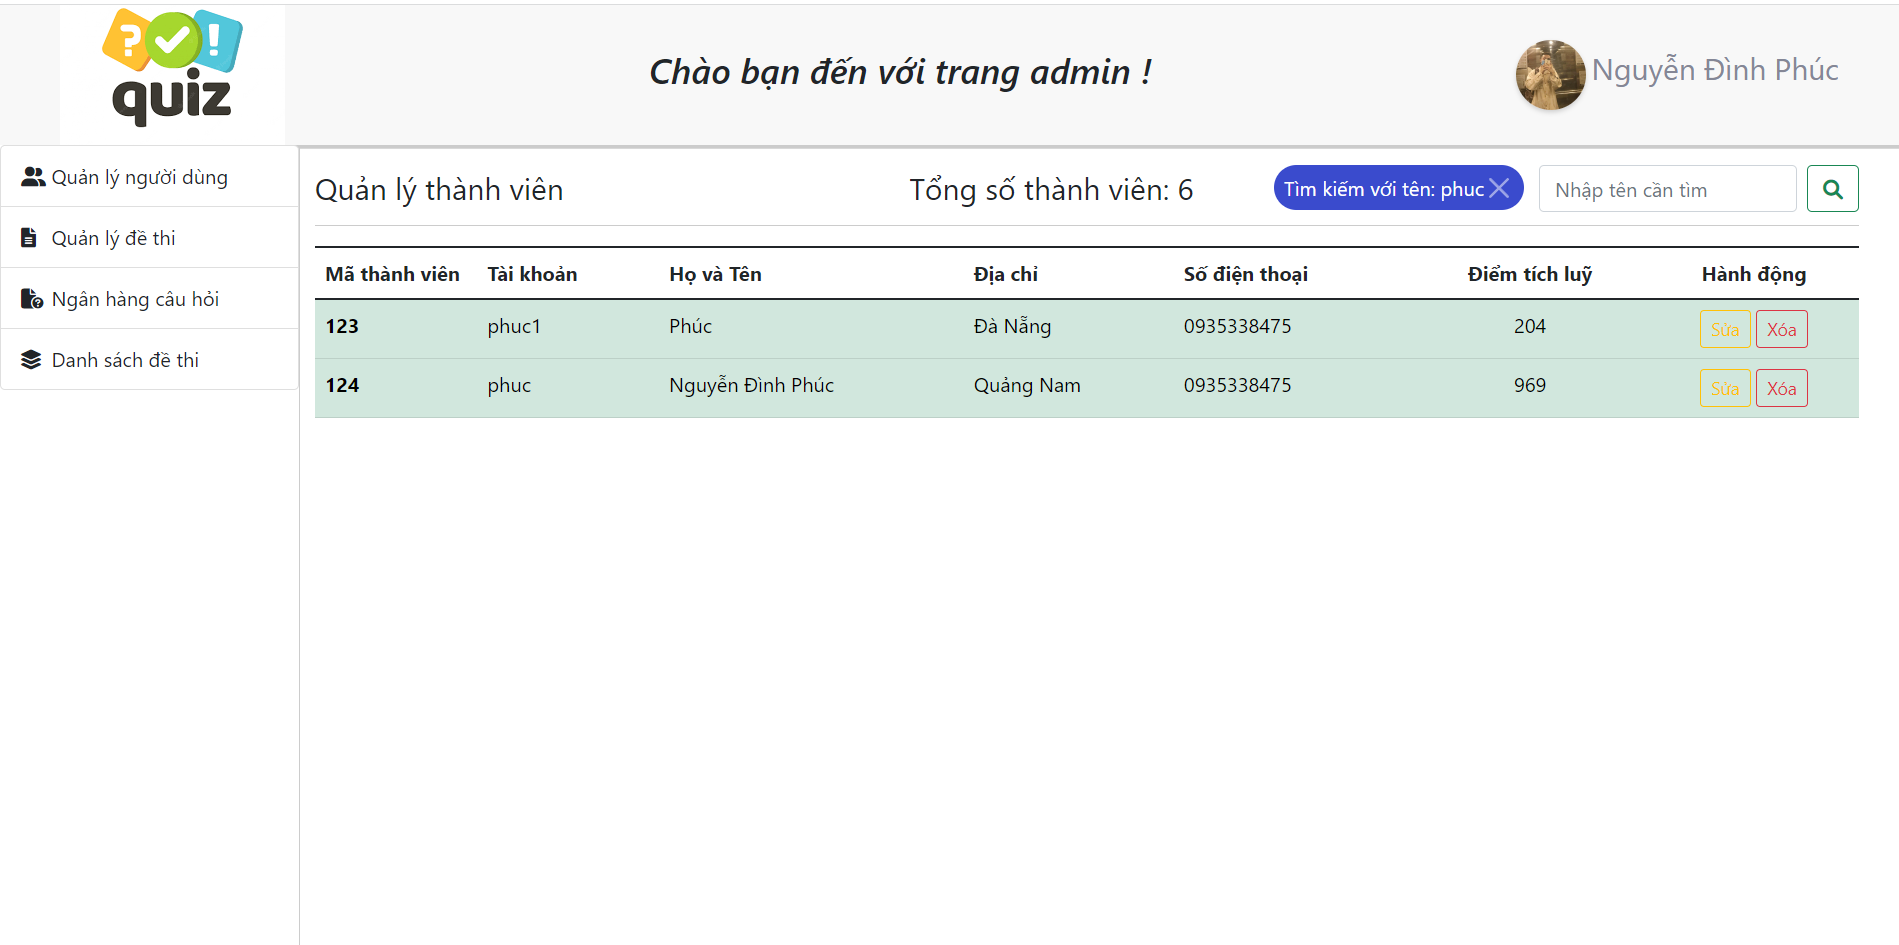 ? !
quiz
Chào bạn đến với trang admin !
Nguyễn Đình Phúc
Quản lý người dùng
Quản lý đề thi
Ngân hàng câu hỏi
Danh sách đề thi
Quản lý thành viên
Tổng số thành viên: 6
Tìm kiếm với tên: phuc
Nhập tên cần tìm
Mã thành viên Tài khoản Họ và Tên Địa chỉ Số điện thoại Điểm tích luỹ Hành động
123 phuc1 Phúc Đà Nẵng 0935338475 204 Sửa Xóa
124 phuc Nguyễn Đình Phúc Quảng Nam 0935338475 969 Sửa Xóa